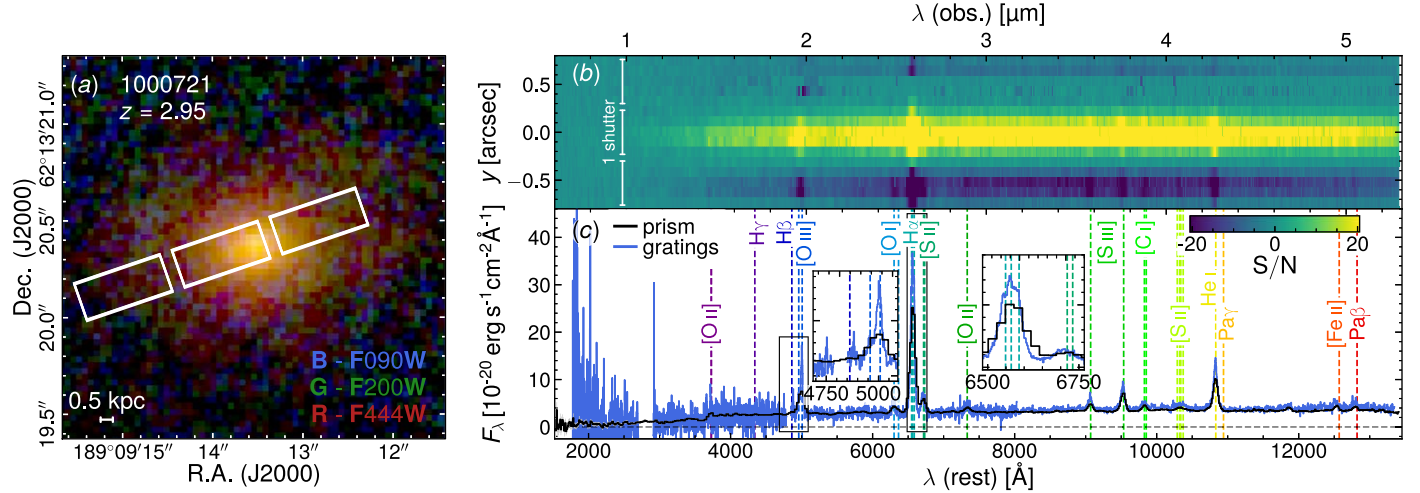 (a) 1000721
z = 2.95
B - F090W
G - F200W
R - F444W
0.5 kpc
Dec. (J2000)
62°13′21.0″
20.5″
20.0″
19.5″
189°09′15″ 14″ 13″ 12″
R.A. (J2000)
λ (obs.) [μm]
1 2 3 4 5
(b)
1 shutter
y [arcsec]
0.5
0.0
−0.5
(c)
prism
gratings
[O II]
Hγ
Hβ
[O III]
[O I]
Hα
[S II]
[O II]
[S III]
[C I]
[S II]
He I
Paγ
[Fe II]
Paβ
-20 0 20
S/N
4750 5000
6500 6750
F_λ [10⁻²⁰ erg s⁻¹cm⁻²Å⁻¹]
40
30
20
10
0
2000 4000 6000 8000 10000 12000
λ (rest) [Å]